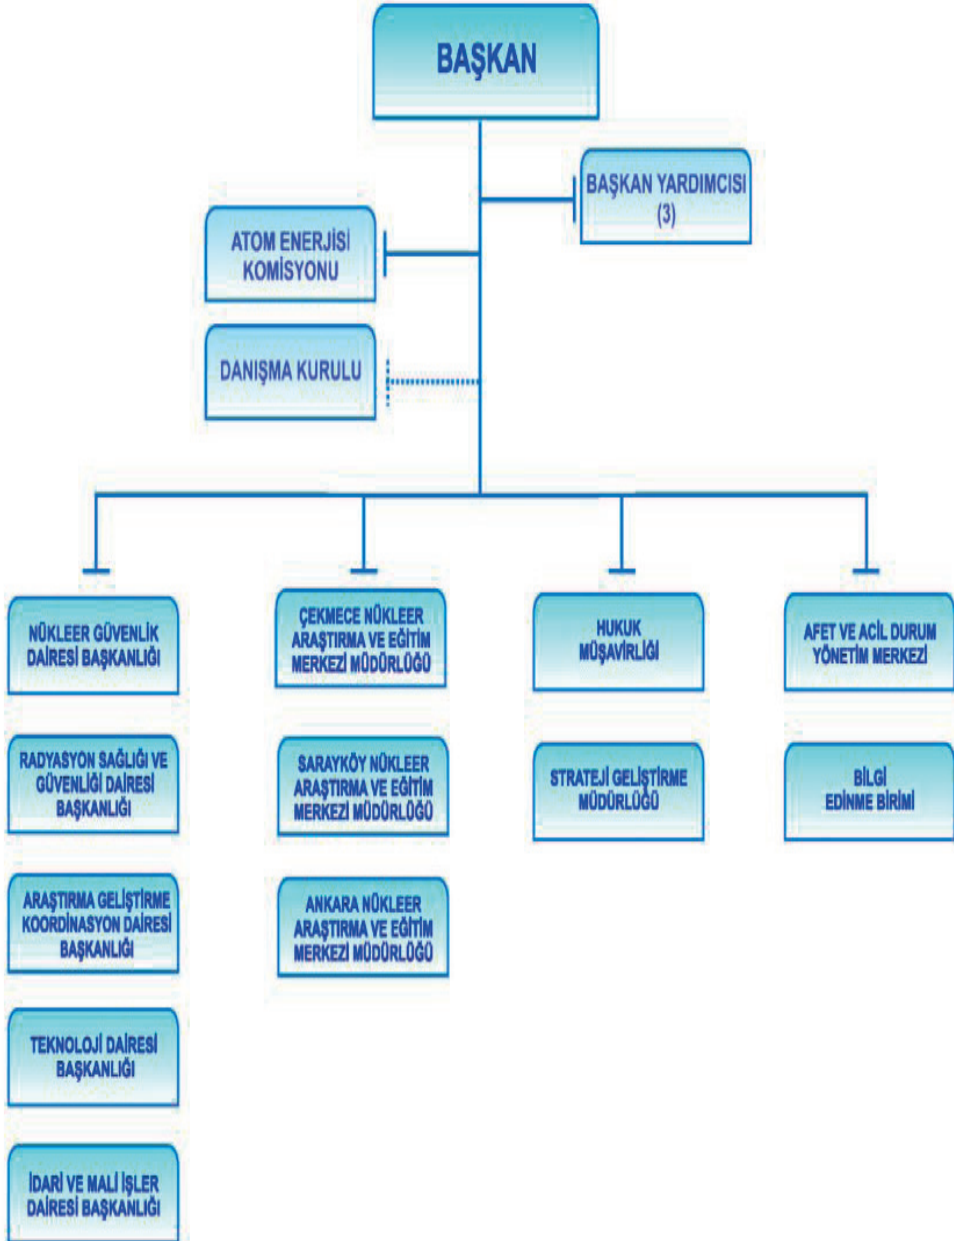 BAŞKAN
BAŞKAN YARDIMCISI
(3)
ATOM ENERJİSİ
KOMİSYONU
DANIŞMA KURULU
NÜKLEER GÜVENLİK
DAİRESİ BAŞKANLIĞI
RADYASYON SAĞLIĞI VE
GÜVENLİĞİ DAİRESİ
BAŞKANLIĞI
ARAŞTIRMA GELİŞTİRME
KOORDİNASYON DAİRESİ
BAŞKANLIĞI
TEKNOLOJİ DAİRESİ
BAŞKANLIĞI
İDARİ VE MALİ İŞLER
DAİRESİ BAŞKANLIĞI
ÇEKMECE NÜKLEER
ARAŞTIRMA VE EĞİTİM
MERKEZİ MÜDÜRLÜĞÜ
SARAYKÖY NÜKLEER
ARAŞTIRMA VE EĞİTİM
MERKEZİ MÜDÜRLÜĞÜ
ANKARA NÜKLEER
ARAŞTIRMA VE EĞİTİM
MERKEZİ MÜDÜRLÜĞÜ
HUKUK
MÜŞAVİRLİĞİ
STRATEJİ GELİŞTİRME
MÜDÜRLÜĞÜ
AFET VE ACİL DURUM
YÖNETİM MERKEZİ
BİLGİ
EDİNME BİRİMİ